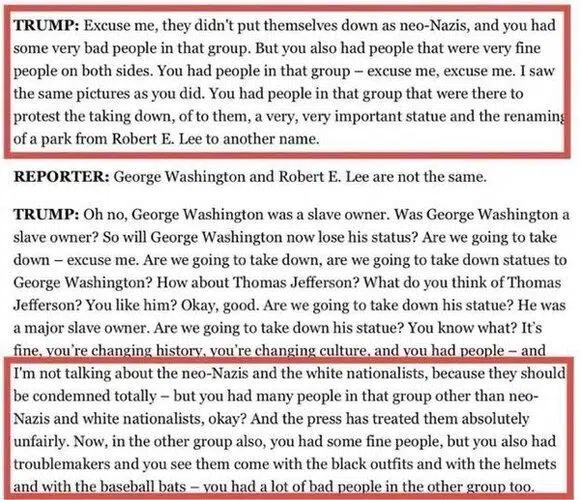 TRUMP: Excuse me, they didn't put themselves down as neo-Nazis, and you had
some very bad people in that group. But you also had people that were very fine
people on both sides. You had people in that group – excuse me, excuse me. I saw
the same pictures as you did. You had people in that group that were there to
protest the taking down, of to them, a very, very important statue and the renaming
of a park from Robert E. Lee to another name.
REPORTER: George Washington and Robert E. Lee are not the same.
TRUMP: Oh no, George Washington was a slave owner. Was George Washington a
slave owner? So will George Washington now lose his status? Are we going to take
down – excuse me. Are we going to take down, are we going to take down statues to
George Washington? How about Thomas Jefferson? What do you think of Thomas
Jefferson? You like him? Okay, good. Are we going to take down his statue? He was
a major slave owner. Are we going to take down his statue? You know what? It's
fine, you're changing history, you're changing culture, and you had people – and
I'm not talking about the neo-Nazis and the white nationalists, because they should
be condemned totally – but you had many people in that group other than neo-
Nazis and white nationalists, okay? And the press has treated them absolutely
unfairly. Now, in the other group also, you had some fine people, but you also had
troublemakers and you see them come with the black outfits and with the helmets
and with the baseball bats – you had a lot of bad people in the other group too.